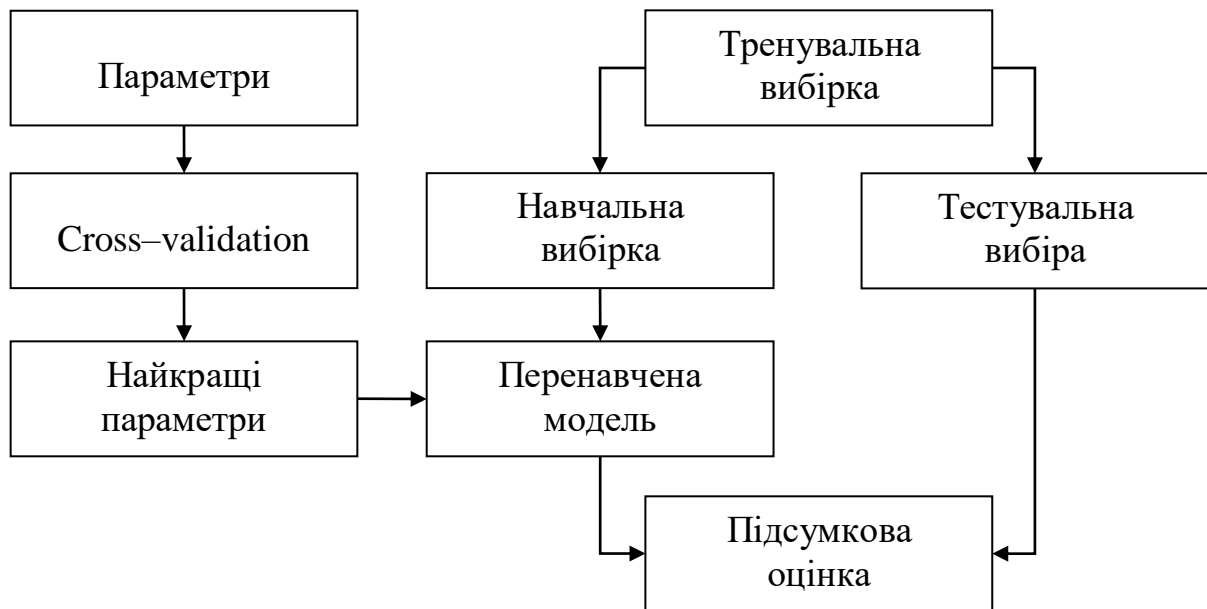 Параметри
Тренувальна
вибірка
Cross–validation
Навчальна
вибірка
Тестувальна
вибіра
Найкращі
параметри
Перенавчена
модель
Підсумкова
оцінка